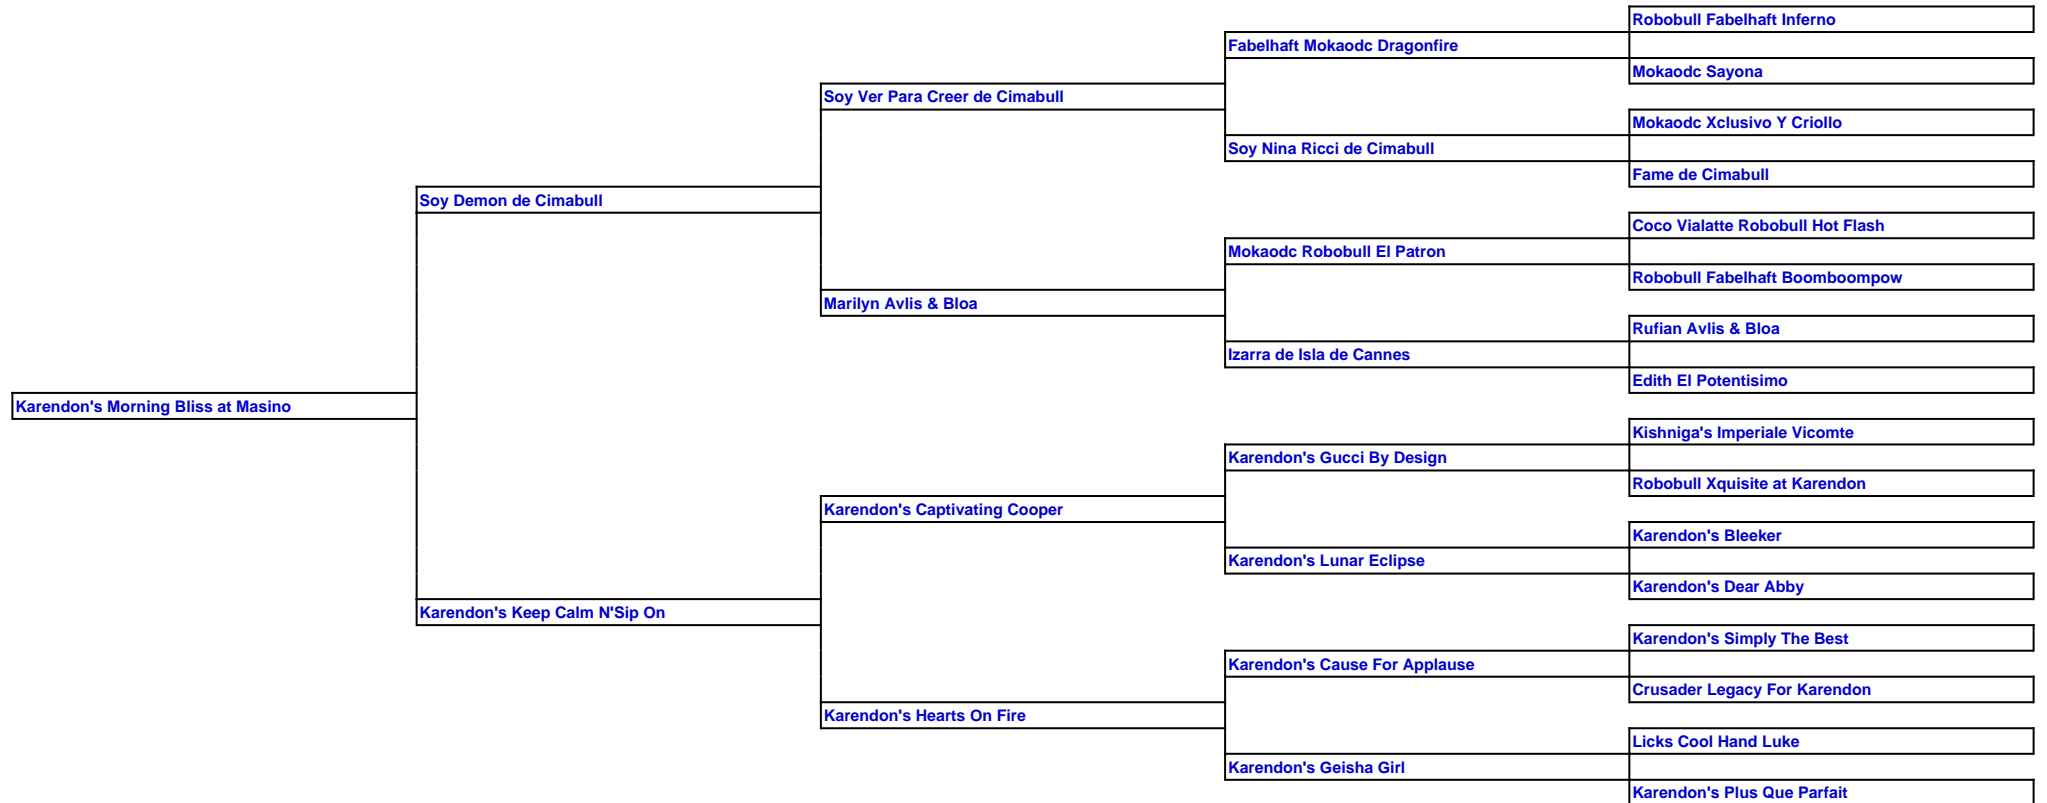 Robobull Fabelhaft Inferno
Fabelhaft Mokaodc Dragonfire
Mokaodc Sayona
Soy Ver Para Creer de Cimabull
Mokaodc Xclusivo Y Criollo
Soy Nina Ricci de Cimabull
Fame de Cimabull
Soy Demon de Cimabull
Coco Vialatte Robobull Hot Flash
Mokaodc Robobull El Patron
Robobull Fabelhaft Boomboompow
Marilyn Avlis & Bloa
Rufian Avlis & Bloa
Izarra de Isla de Cannes
Edith El Potentisimo
Karendon's Morning Bliss at Masino
Kishniga's Imperiale Vicomte
Karendon's Gucci By Design
Robobull Xquisite at Karendon
Karendon's Captivating Cooper
Karendon's Bleeker
Karendon's Lunar Eclipse
Karendon's Dear Abby
Karendon's Keep Calm N'Sip On
Karendon's Simply The Best
Karendon's Cause For Applause
Crusader Legacy For Karendon
Karendon's Hearts On Fire
Licks Cool Hand Luke
Karendon's Geisha Girl
Karendon's Plus Que Parfait